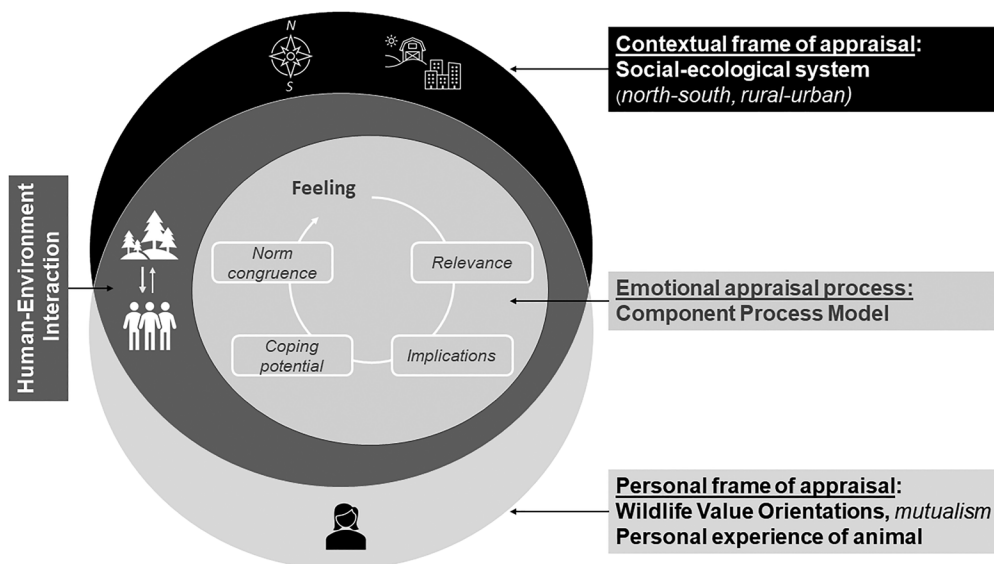 N
S
Contextual frame of appraisal:
Social-ecological system
(north-south, rural-urban)
Human-Environment
Interaction
Feeling
Norm
congruence
Relevance
Coping
potential
Implications
Emotional appraisal process:
Component Process Model
Personal frame of appraisal:
Wildlife Value Orientations, mutualism
Personal experience of animal